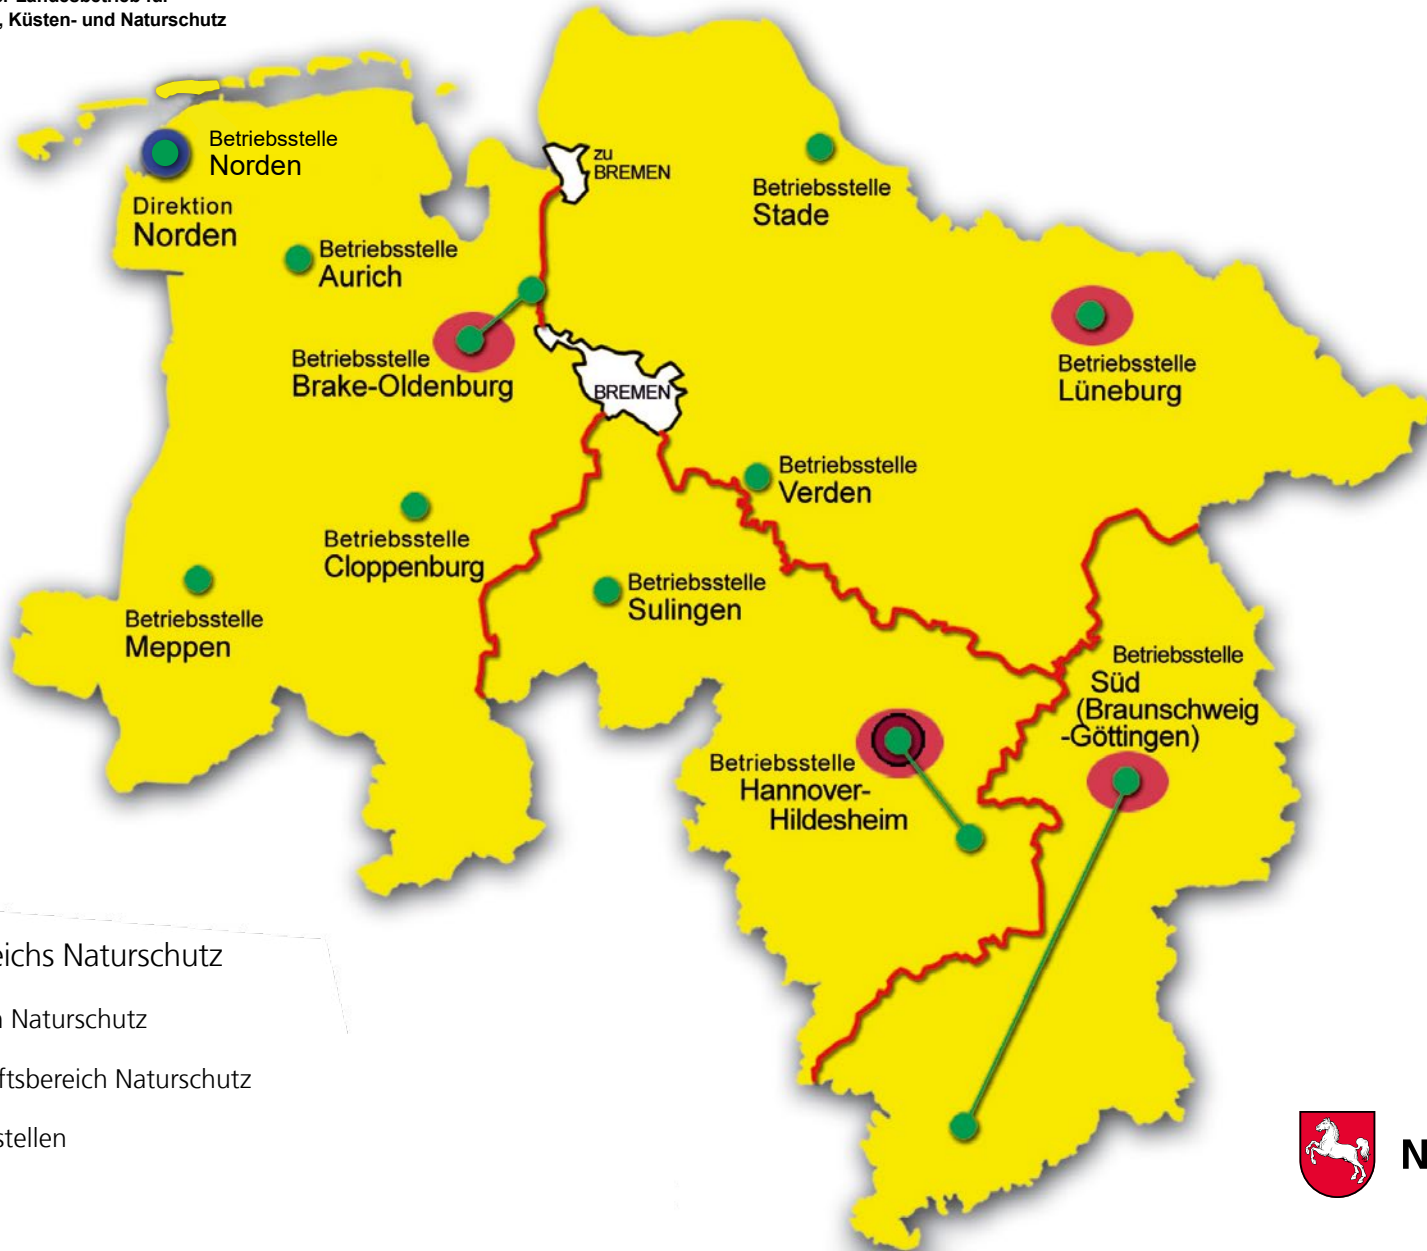 Landesbetrieb für
, Küsten- und Naturschutz
Betriebsstelle
Norden
Direktion
Norden
Betriebsstelle
Aurich
zu
BREMEN
Betriebsstelle
Stade
Betriebsstelle
Brake-Oldenburg
BREMEN
Betriebsstelle
Lüneburg
Betriebsstelle
Verden
Betriebsstelle
Cloppenburg
Betriebsstelle
Sulingen
Betriebsstelle
Meppen
Betriebsstelle
Süd
(Braunschweig
-Göttingen)
Betriebsstelle
Hannover-
Hildesheim
eichs Naturschutz
Naturschutz
ftsbereich Naturschutz
stellen
N